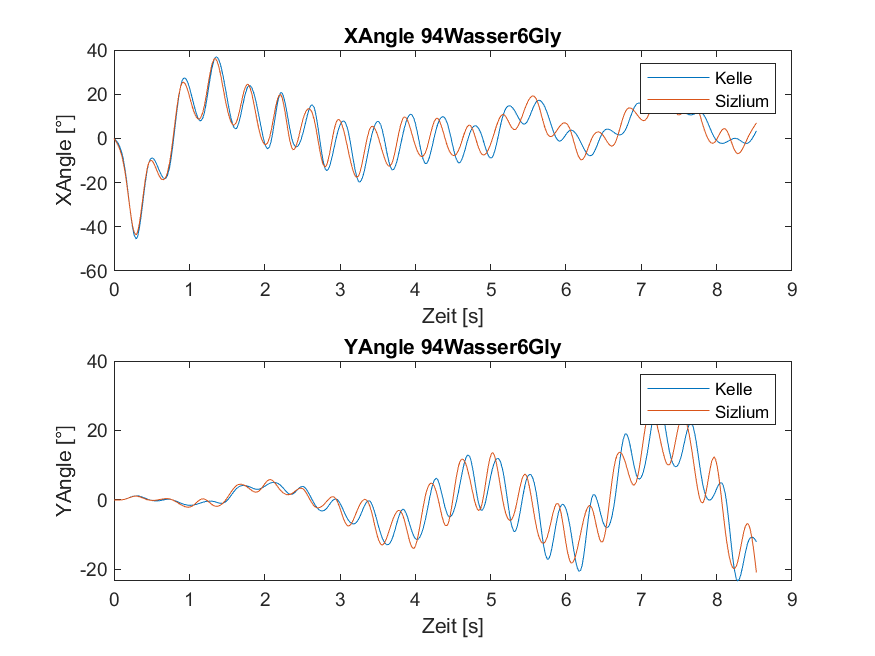 XAngle 94Wasser6Gly
XAngle [°]
40
20
0
-20
-40
-60
0 1 2 3 4 5 6 7 8 9
Zeit [s]
Kelle
Sizlium
YAngle 94Wasser6Gly
YAngle [°]
40
20
0
-20
0 1 2 3 4 5 6 7 8 9
Zeit [s]
Kelle
Sizlium